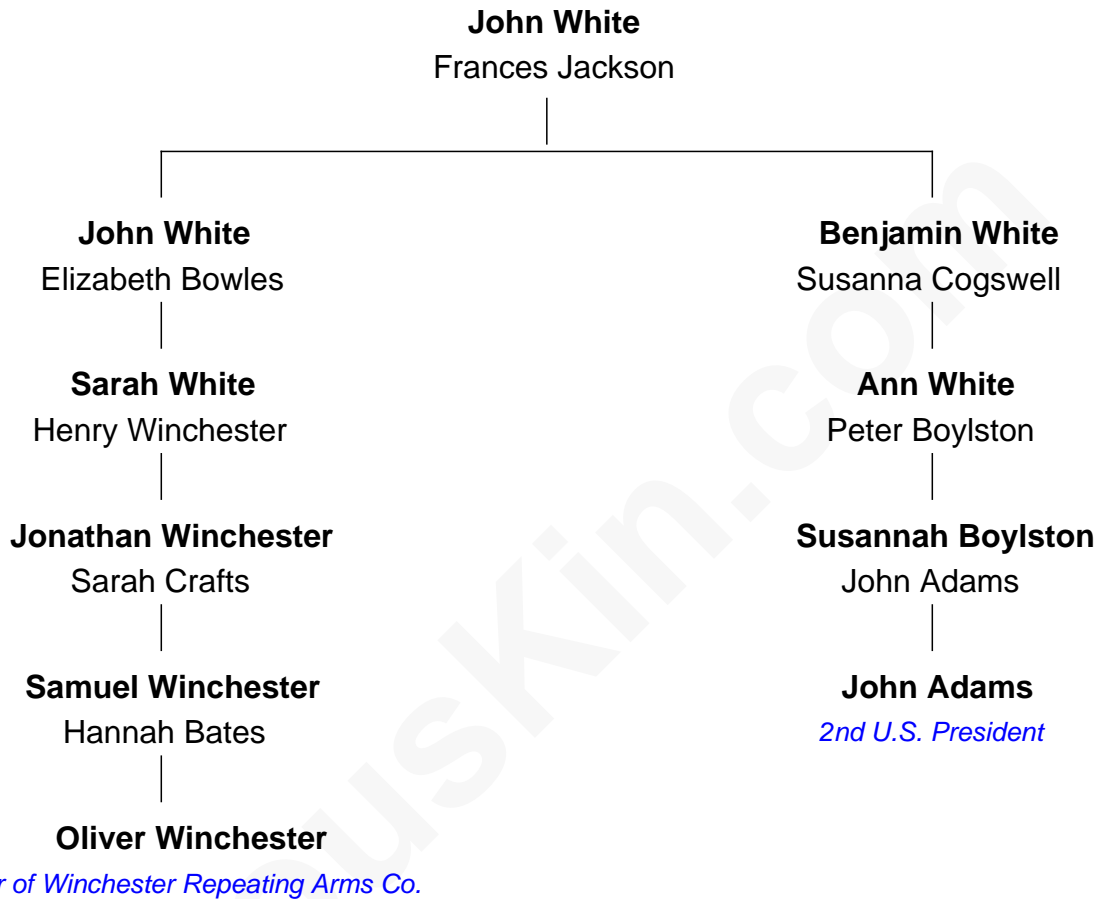 John White
Frances Jackson
John White
Elizabeth Bowles
Benjamin White
Susanna Cogswell
Sarah White
Henry Winchester
Ann White
Peter Boylston
Jonathan Winchester
Sarah Crafts
Susannah Boylston
John Adams
Samuel Winchester
Hannah Bates
John Adams
2nd U.S. President
Oliver Winchester
of Winchester Repeating Arms Co.